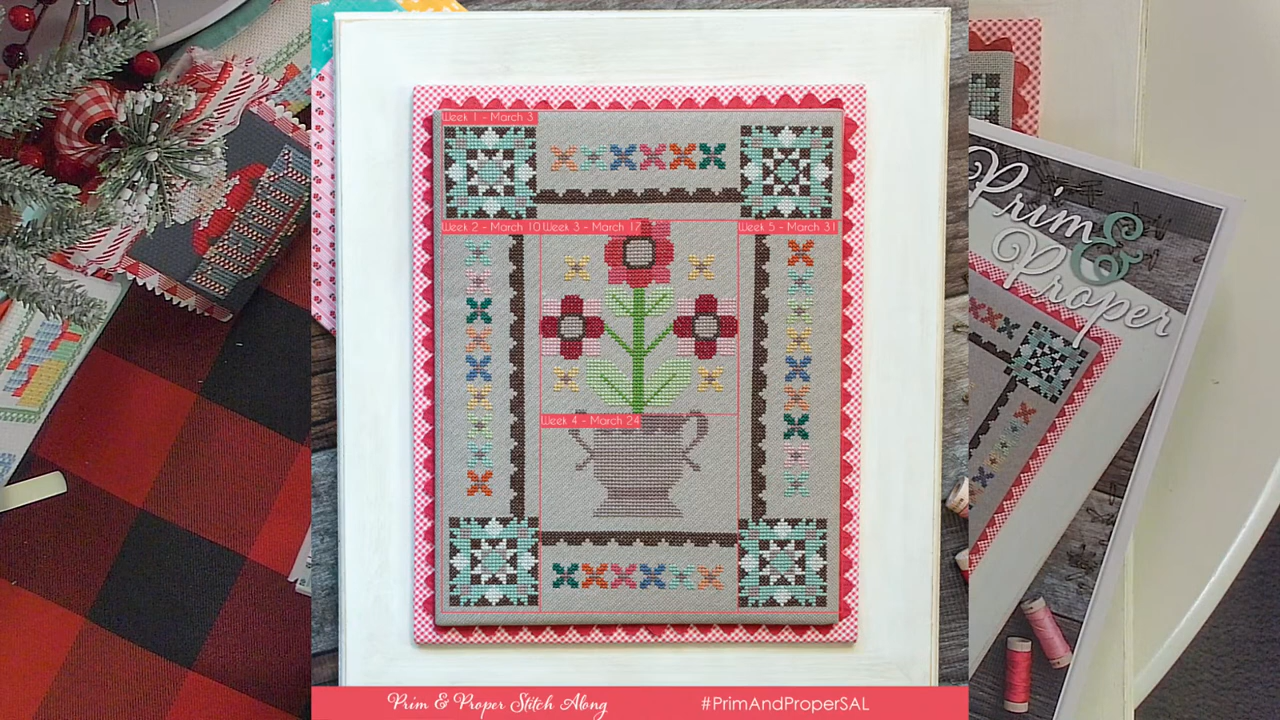 Week 1 - March 3
Week 2 - March 10
Week 3 - March 17
Week 5 - March 31
Week 4 - March 24
Prim &
Proper
Prim & Proper Stitch Along
#PrimAndProperSAL